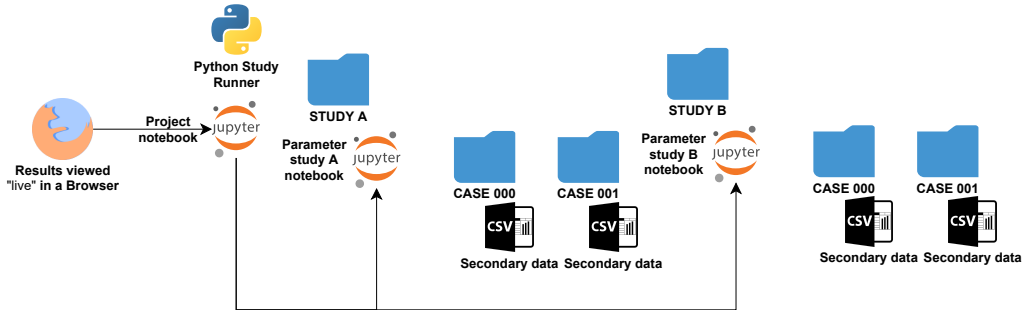 Python Study
Runner
Project
notebook
jupyter
Results viewed
"live" in a Browser
STUDY A
Parameter
study A
notebook
jupyter
CASE 000
CSV
Secondary data
CASE 001
CSV
Secondary data
STUDY B
Parameter
study B
notebook
jupyter
CASE 000
CSV
Secondary data
CASE 001
CSV
Secondary data